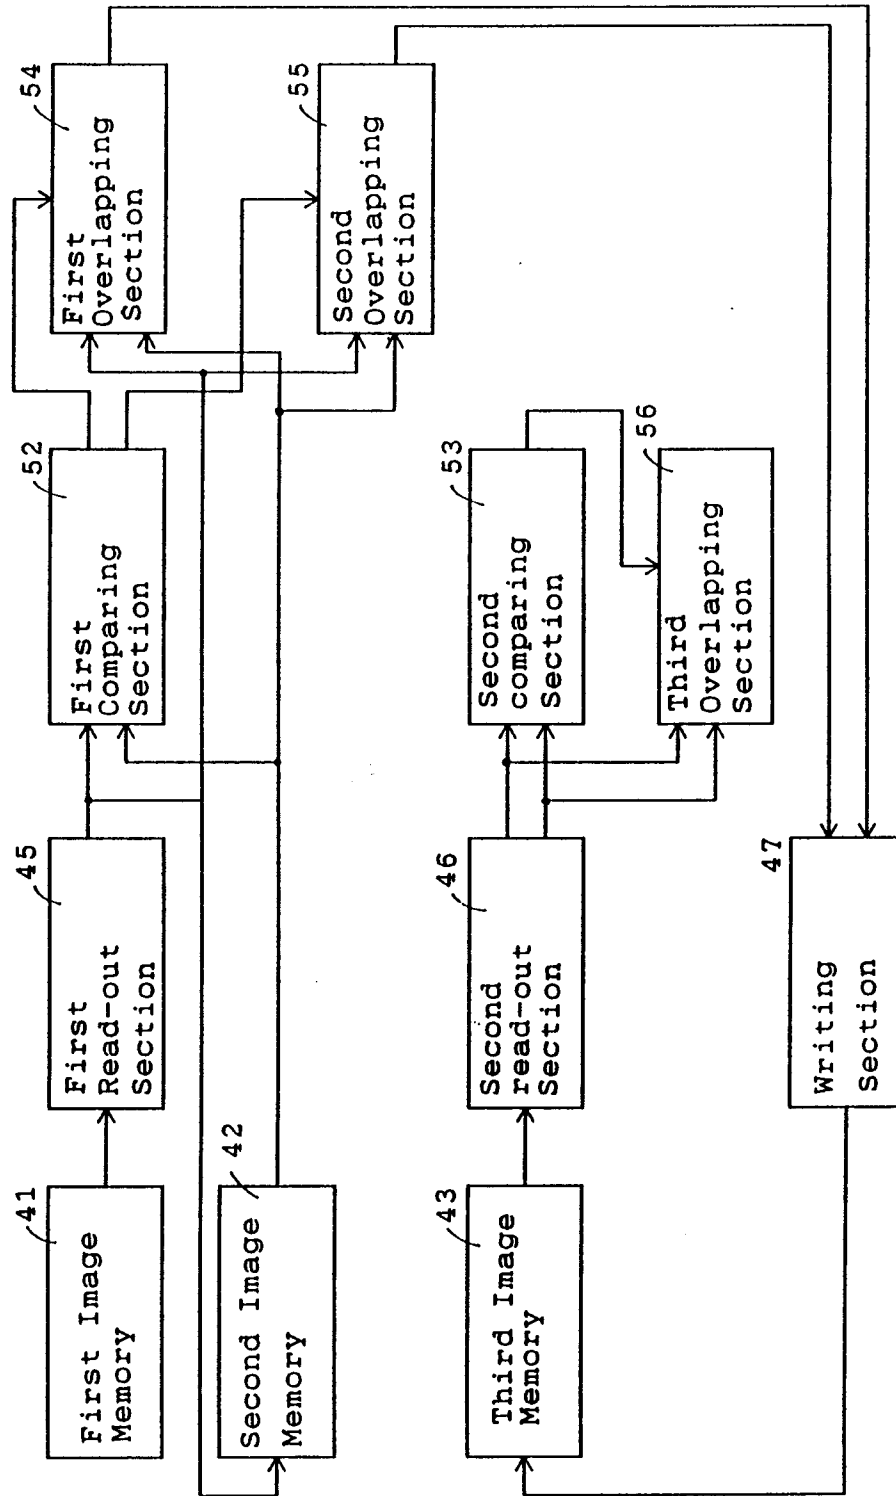 41
First Image
Memory
45
First
Read-out
Section
52
First
Comparing
Section
54
First
Overlapping
Section
42
Second Image
Memory
55
Second
Overlapping
Section
43
Third Image
Memory
46
Second
read-out
Section
53
Second
comparing
Section
56
Third
Overlapping
Section
47
Writing
Section